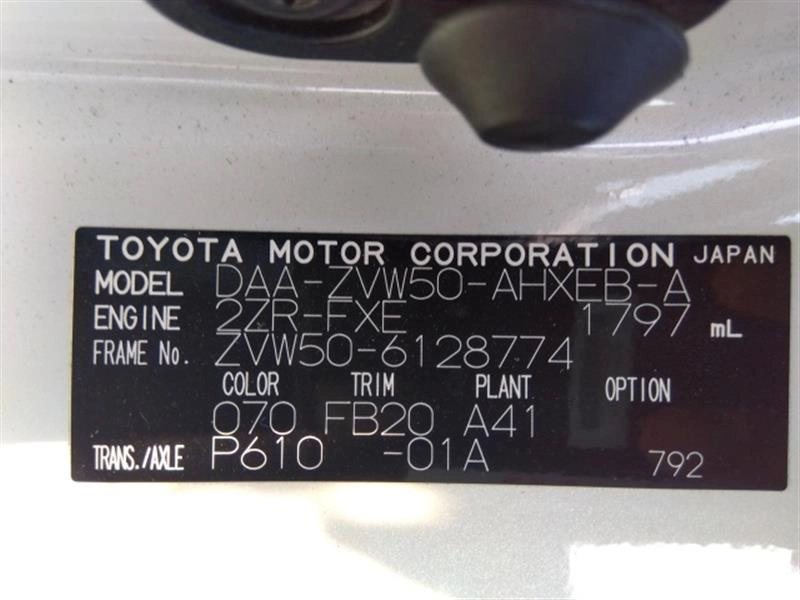 TOYOTA MOTOR CORPORATION JAPAN
MODEL DAA-ZVW50-AHXEB-A
ENGINE 2ZR-FXE 1797 mL
FRAME No. ZVW50-6128774
COLOR TRIM PLANT OPTION
070 FB20 A41
TRANS./AXLE P610 -01A 792